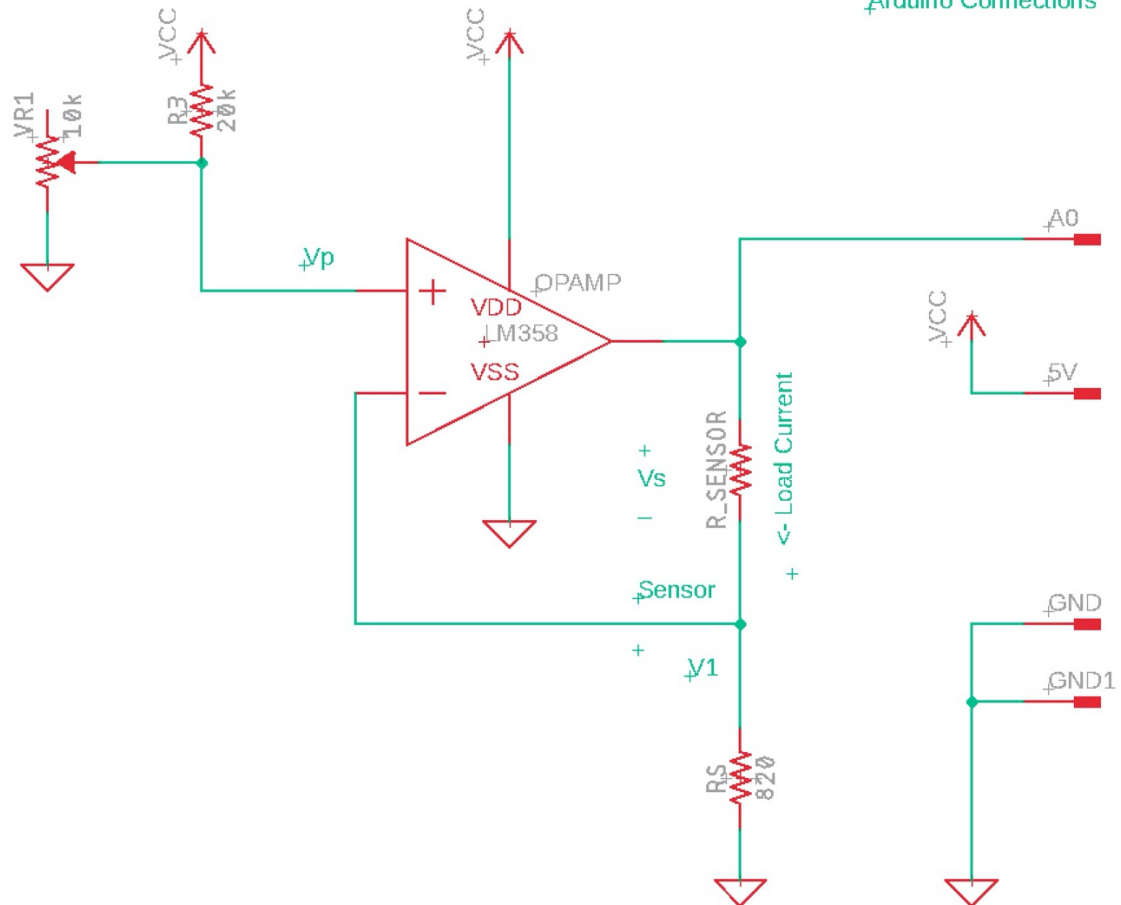 Arduino Connections
VCC
VCC
VR1
10k
R3
20k
A0
Vp
OPAMP
VDD
LM358
VSS
VCC
5V
+
Vs
–
R_SENSOR
<- Load Current
Sensor
+
V1
GND
GND1
RS
820